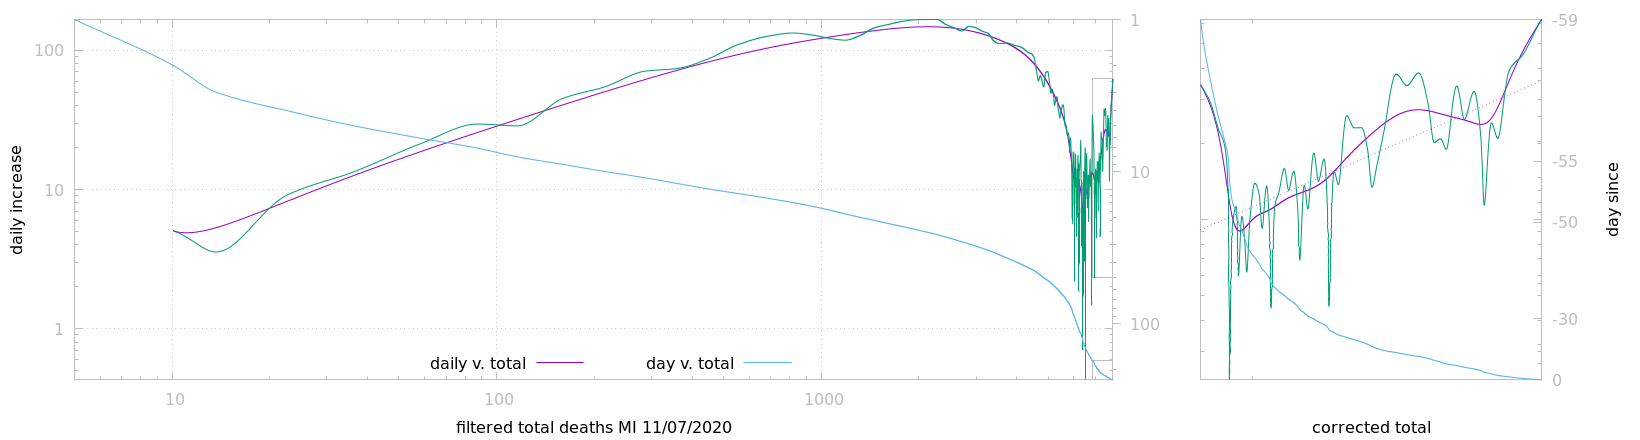 100
10
1
daily increase
10
100
1000
1
10
100
daily v. total
day v. total
filtered total deaths MI 11/07/2020
-59
-55
-50
-30
0
day since
corrected total